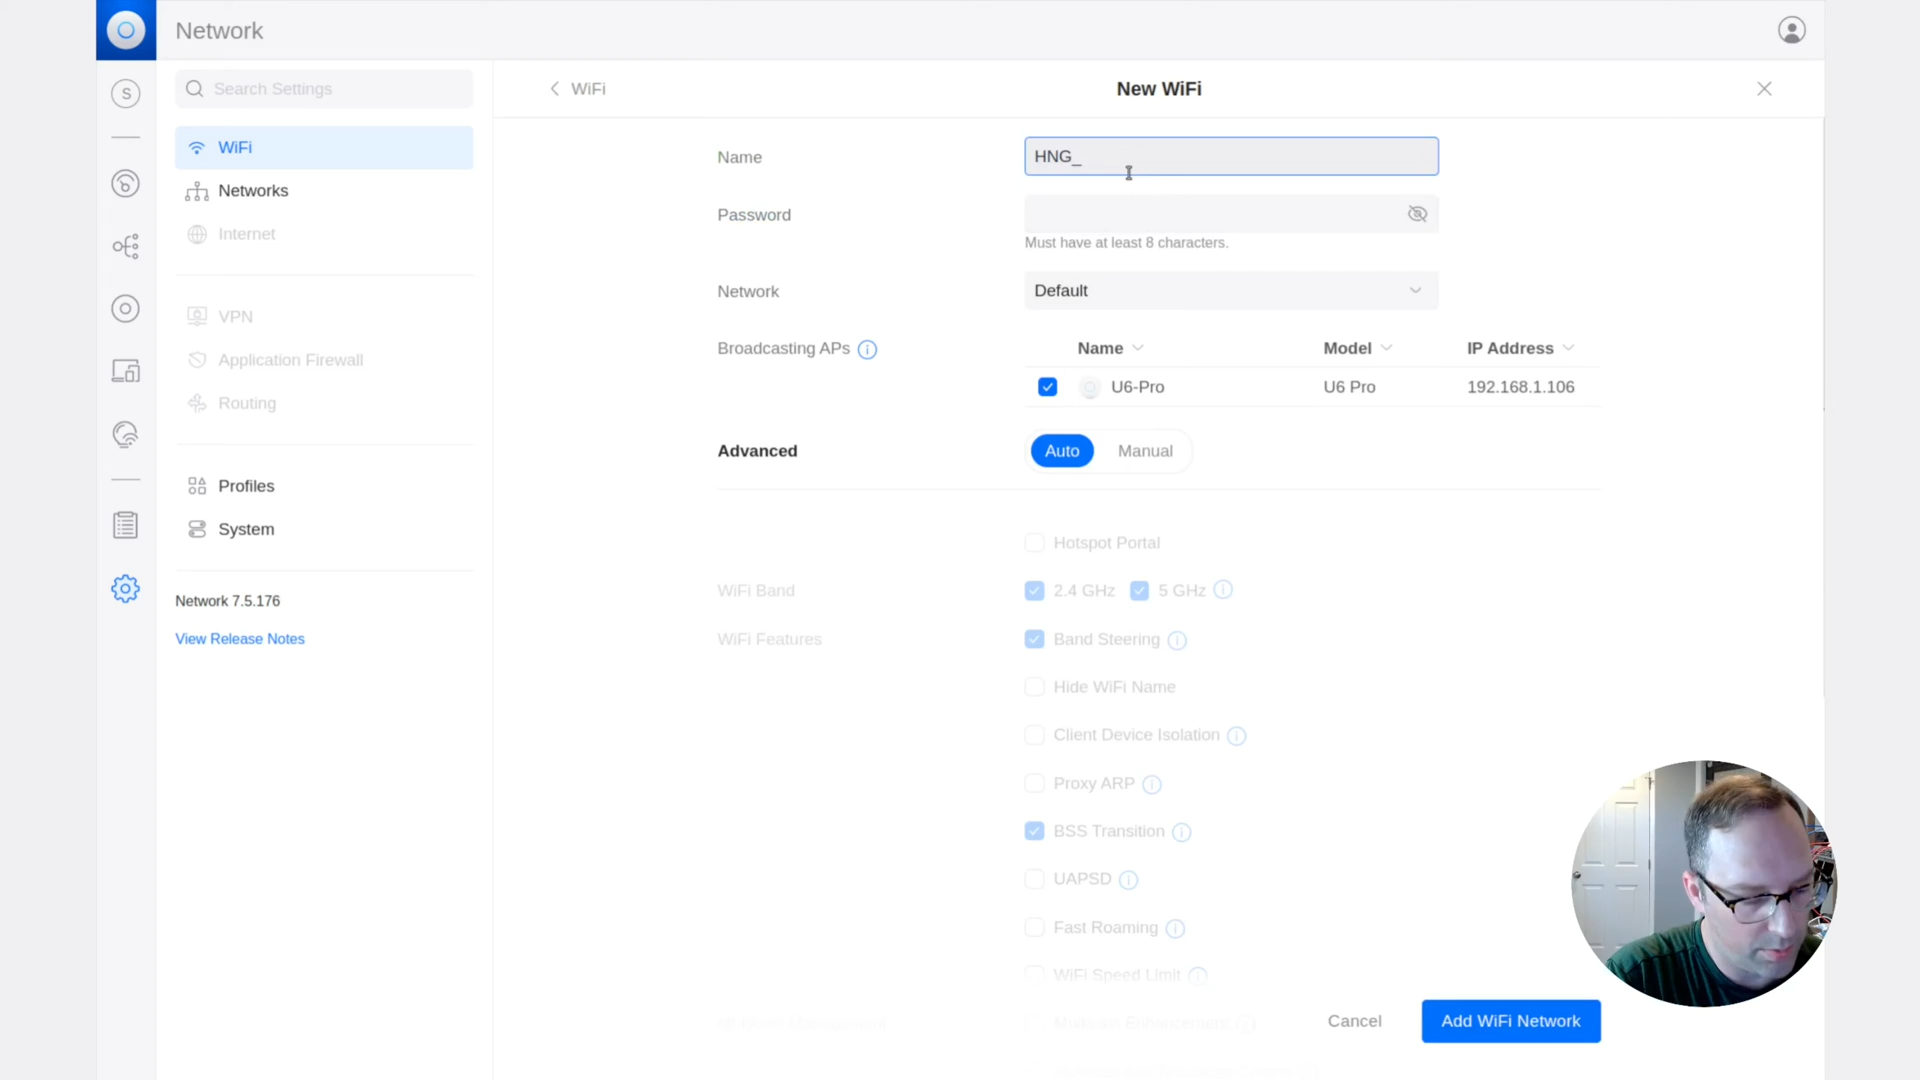 Network
S
Search Settings
WiFi
New WiFi
WiFi
Networks
Internet
VPN
Application Firewall
Routing
Profiles
System
Network 7.5.176
View Release Notes
Name
HNG_
Password
Must have at least 8 characters.
Network
Default
Broadcasting APs
Name
Model
IP Address
U6-Pro
U6 Pro
192.168.1.106
Advanced
Auto
Manual
Hotspot Portal
WiFi Band
2.4 GHz
5 GHz
WiFi Features
Band Steering
Hide WiFi Name
Client Device Isolation
Proxy ARP
BSS Transition
UAPSD
Fast Roaming
WiFi Speed Limit
Multicast Enhancement
Cancel
Add WiFi Network